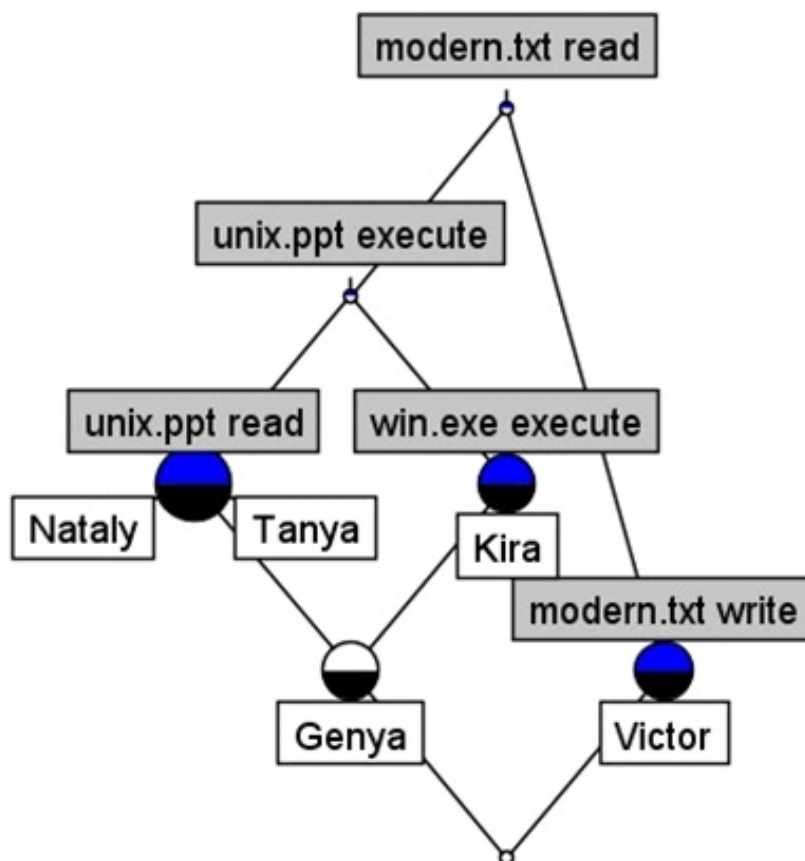 modern.txt read
unix.ppt execute
unix.ppt read
win.exe execute
Nataly
Tanya
Kira
modern.txt write
Genya
Victor